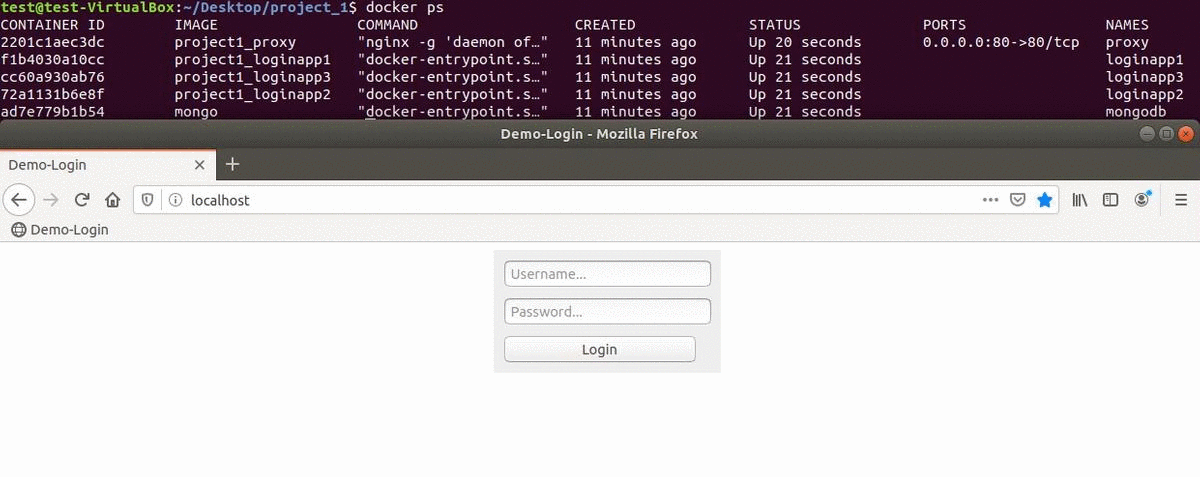 test@test-VirtualBox:~/Desktop/project_1$ docker ps
CONTAINER ID IMAGE COMMAND CREATED STATUS PORTS NAMES
2201c1aec3dc project1_proxy "nginx -g 'daemon of…" 11 minutes ago Up 20 seconds 0.0.0.0:80->80/tcp proxy
f1b4030a10cc project1_loginapp1 "docker-entrypoint.s…" 11 minutes ago Up 21 seconds loginapp1
cc60a930ab76 project1_loginapp3 "docker-entrypoint.s…" 11 minutes ago Up 21 seconds loginapp3
72a1131b6e8f project1_loginapp2 "docker-entrypoint.s…" 11 minutes ago Up 21 seconds loginapp2
ad7e779b1b54 mongo "docker-entrypoint.s…" 11 minutes ago Up 21 seconds mongodb
Demo-Login - Mozilla Firefox
Demo-Login
localhost
Demo-Login
Username...
Password...
Login